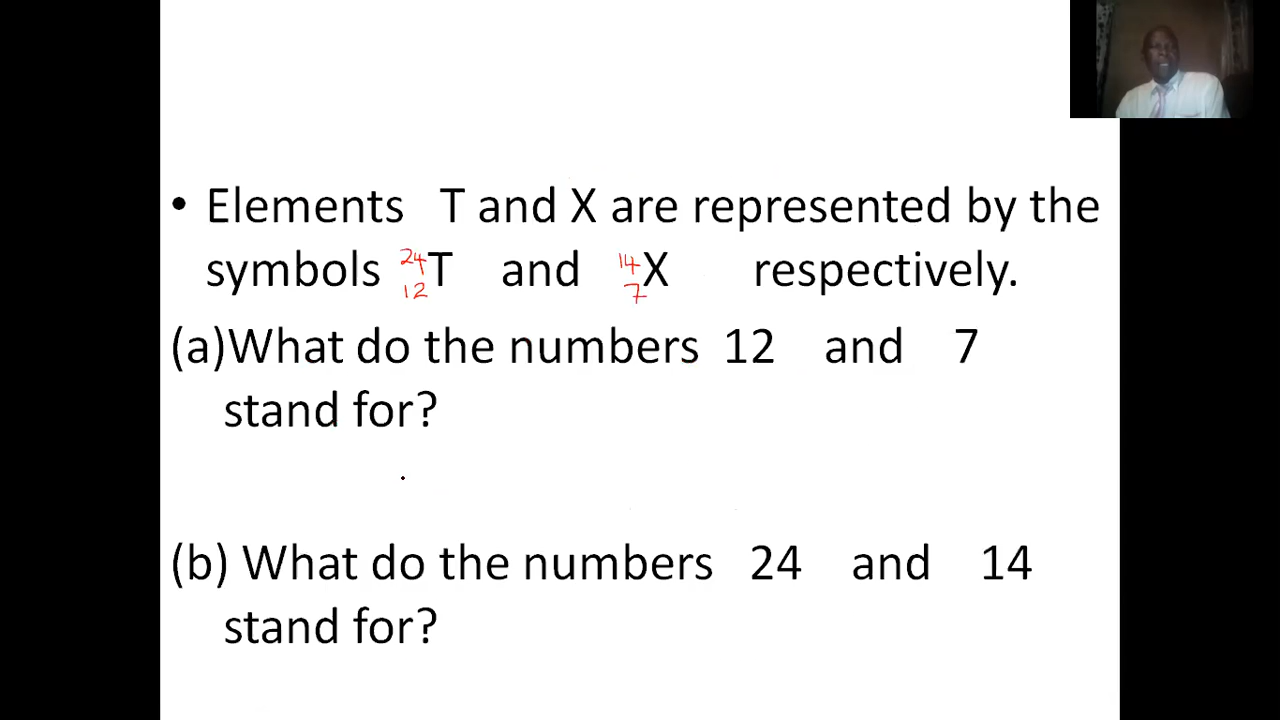 • Elements T and X are represented by the
symbols ²⁴₁₂T and ¹⁴₇X respectively.
(a)What do the numbers 12 and 7
stand for?
(b) What do the numbers 24 and 14
stand for?